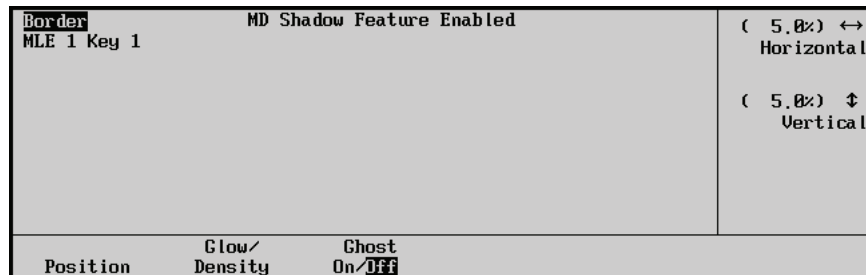 Border MD Shadow Feature Enabled
MLE 1 Key 1
( 5.0%) ↔
Horizontal
( 5.0%) ↕
Vertical
Glow/ Ghost
Position Density On/Off